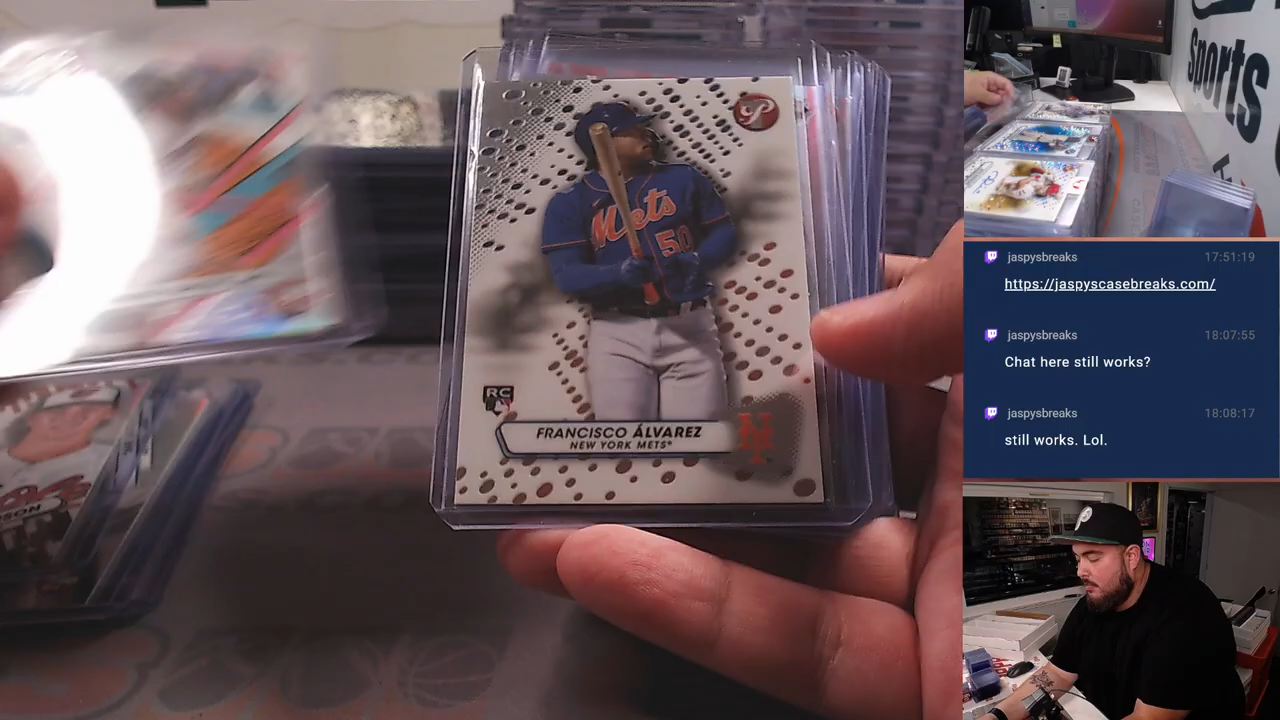 Mets
50
RC
FRANCISCO ÁLVAREZ
NEW YORK METS
SON
sports
jaspysbreaks 17:51:19
https://jaspyscasebreaks.com/
jaspysbreaks 18:07:55
Chat here still works?
jaspysbreaks 18:08:17
still works. Lol.